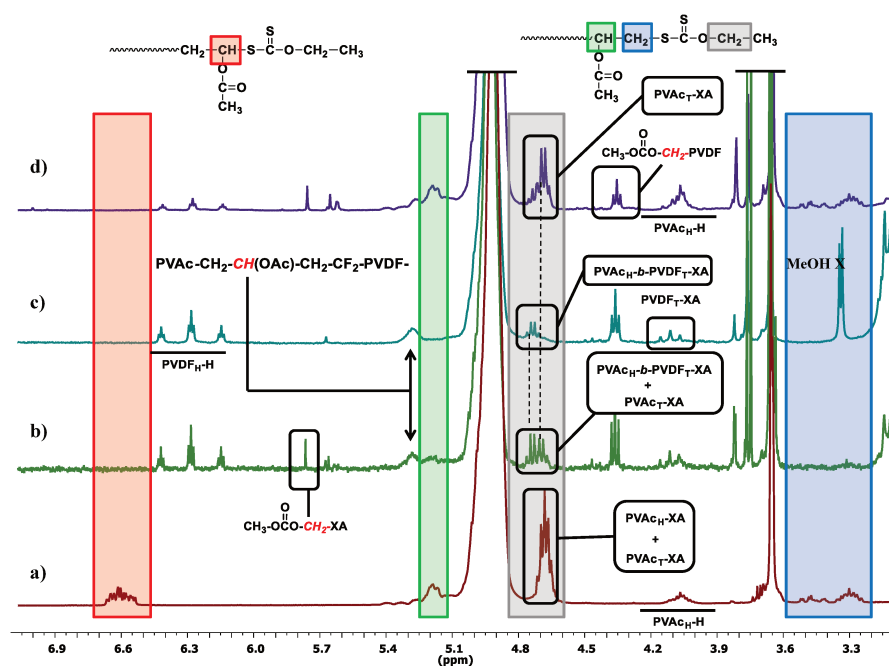 CH₂-CH-S-C-O-CH₂-CH₃
S
O
C=O
CH₃
S
CH-CH₂-S-C-O-CH₂-CH₃
O
C=O
CH₃
PVAcT-XA
O
CH₃-OCO-CH₂-PVDF
d)
PVAcH-H
PVAc-CH₂-CH(OAc)-CH₂-CF₂-PVDF-
MeOH X
PVAcH-b-PVDFT-XA
PVDFT-XA
c)
PVDFH-H
PVAcH-b-PVDFT-XA
+
PVAcT-XA
b)
O
CH₃-OCO-CH₂-XA
PVAcH-XA
+
PVAcT-XA
a)
PVAcH-H
6.9 6.6 6.3 6.0 5.7 5.4 5.1 4.8 4.5 4.2 3.9 3.6 3.3
(ppm)